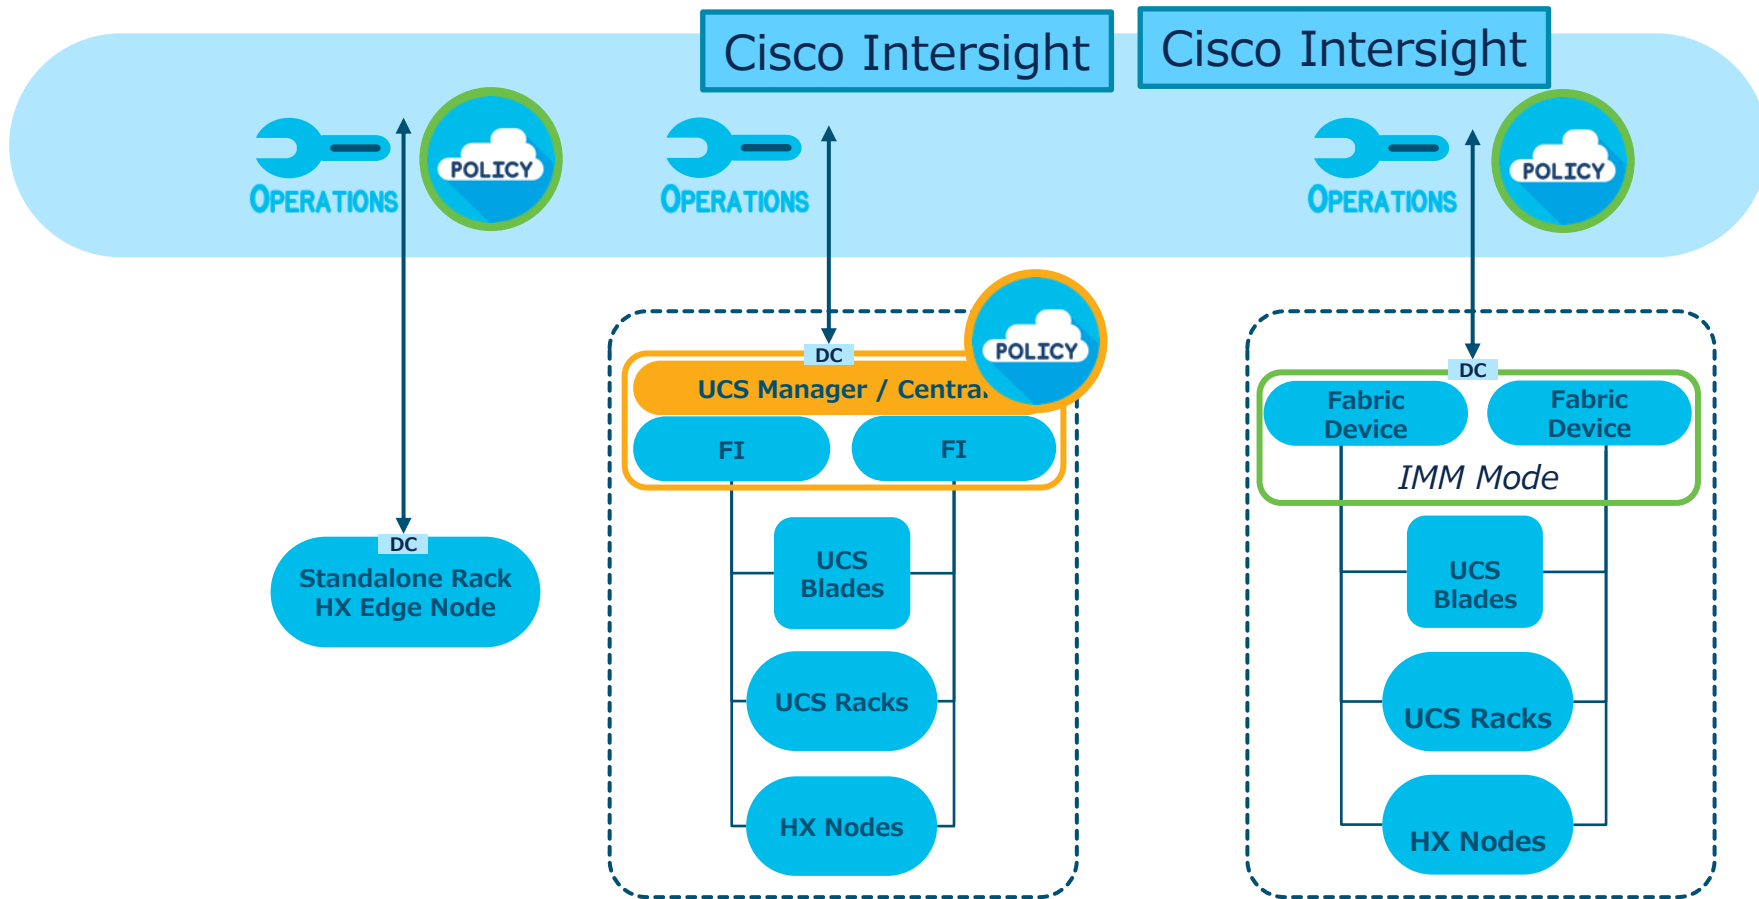 Cisco Intersight
Cisco Intersight
OPERATIONS
POLICY
OPERATIONS
OPERATIONS
POLICY
DC
Standalone Rack
HX Edge Node
POLICY
DC
UCS Manager / Central
FI
FI
UCS
Blades
UCS Racks
HX Nodes
DC
Fabric
Device
Fabric
Device
IMM Mode
UCS
Blades
UCS Racks
HX Nodes